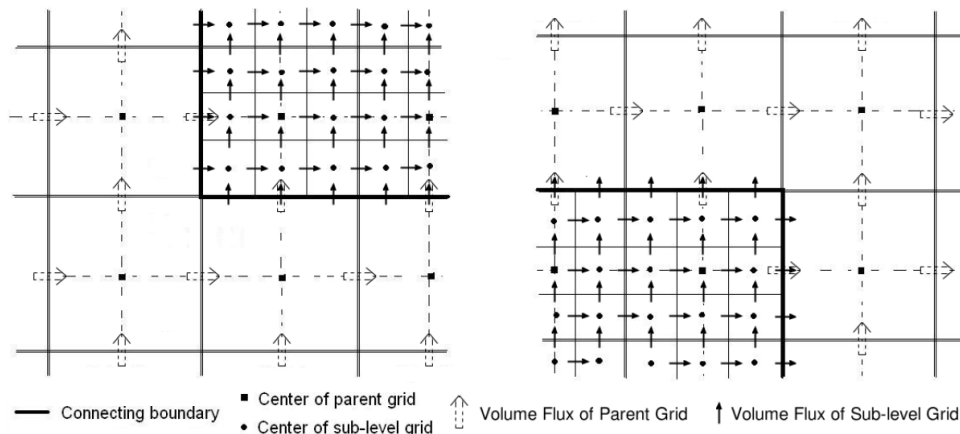 Connecting boundary
Center of parent grid
Center of sub-level grid
Volume Flux of Parent Grid
Volume Flux of Sub-level Grid